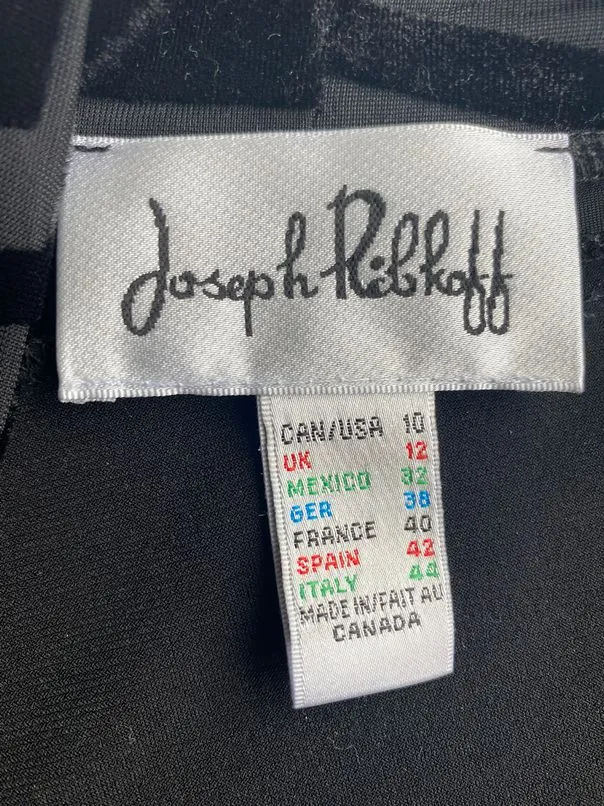 Joseph Ribkoff
CAN/USA 10
UK 12
MEXICO 32
GER 38
FRANCE 40
SPAIN 42
ITALY 44
MADE IN/FAIT AU
CANADA